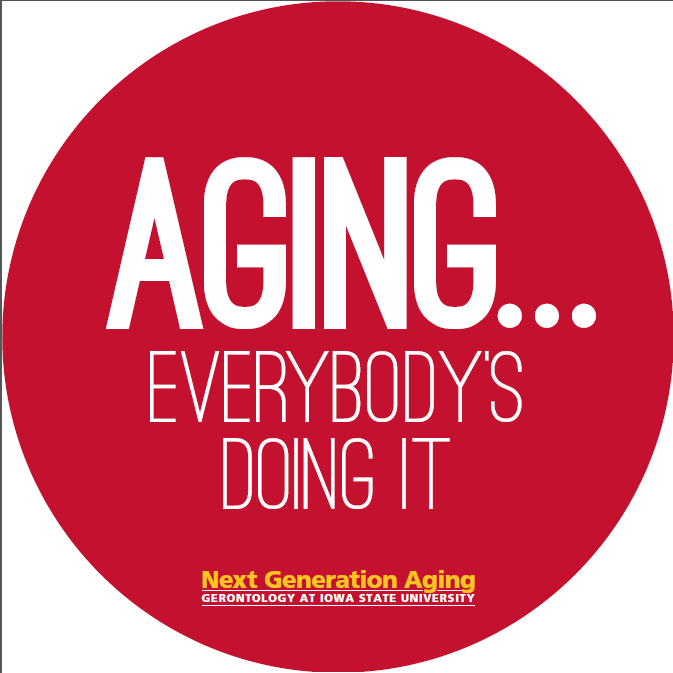 AGING...
EVERYBODY'S
DOING IT
Next Generation Aging
GERONTOLOGY AT IOWA STATE UNIVERSITY